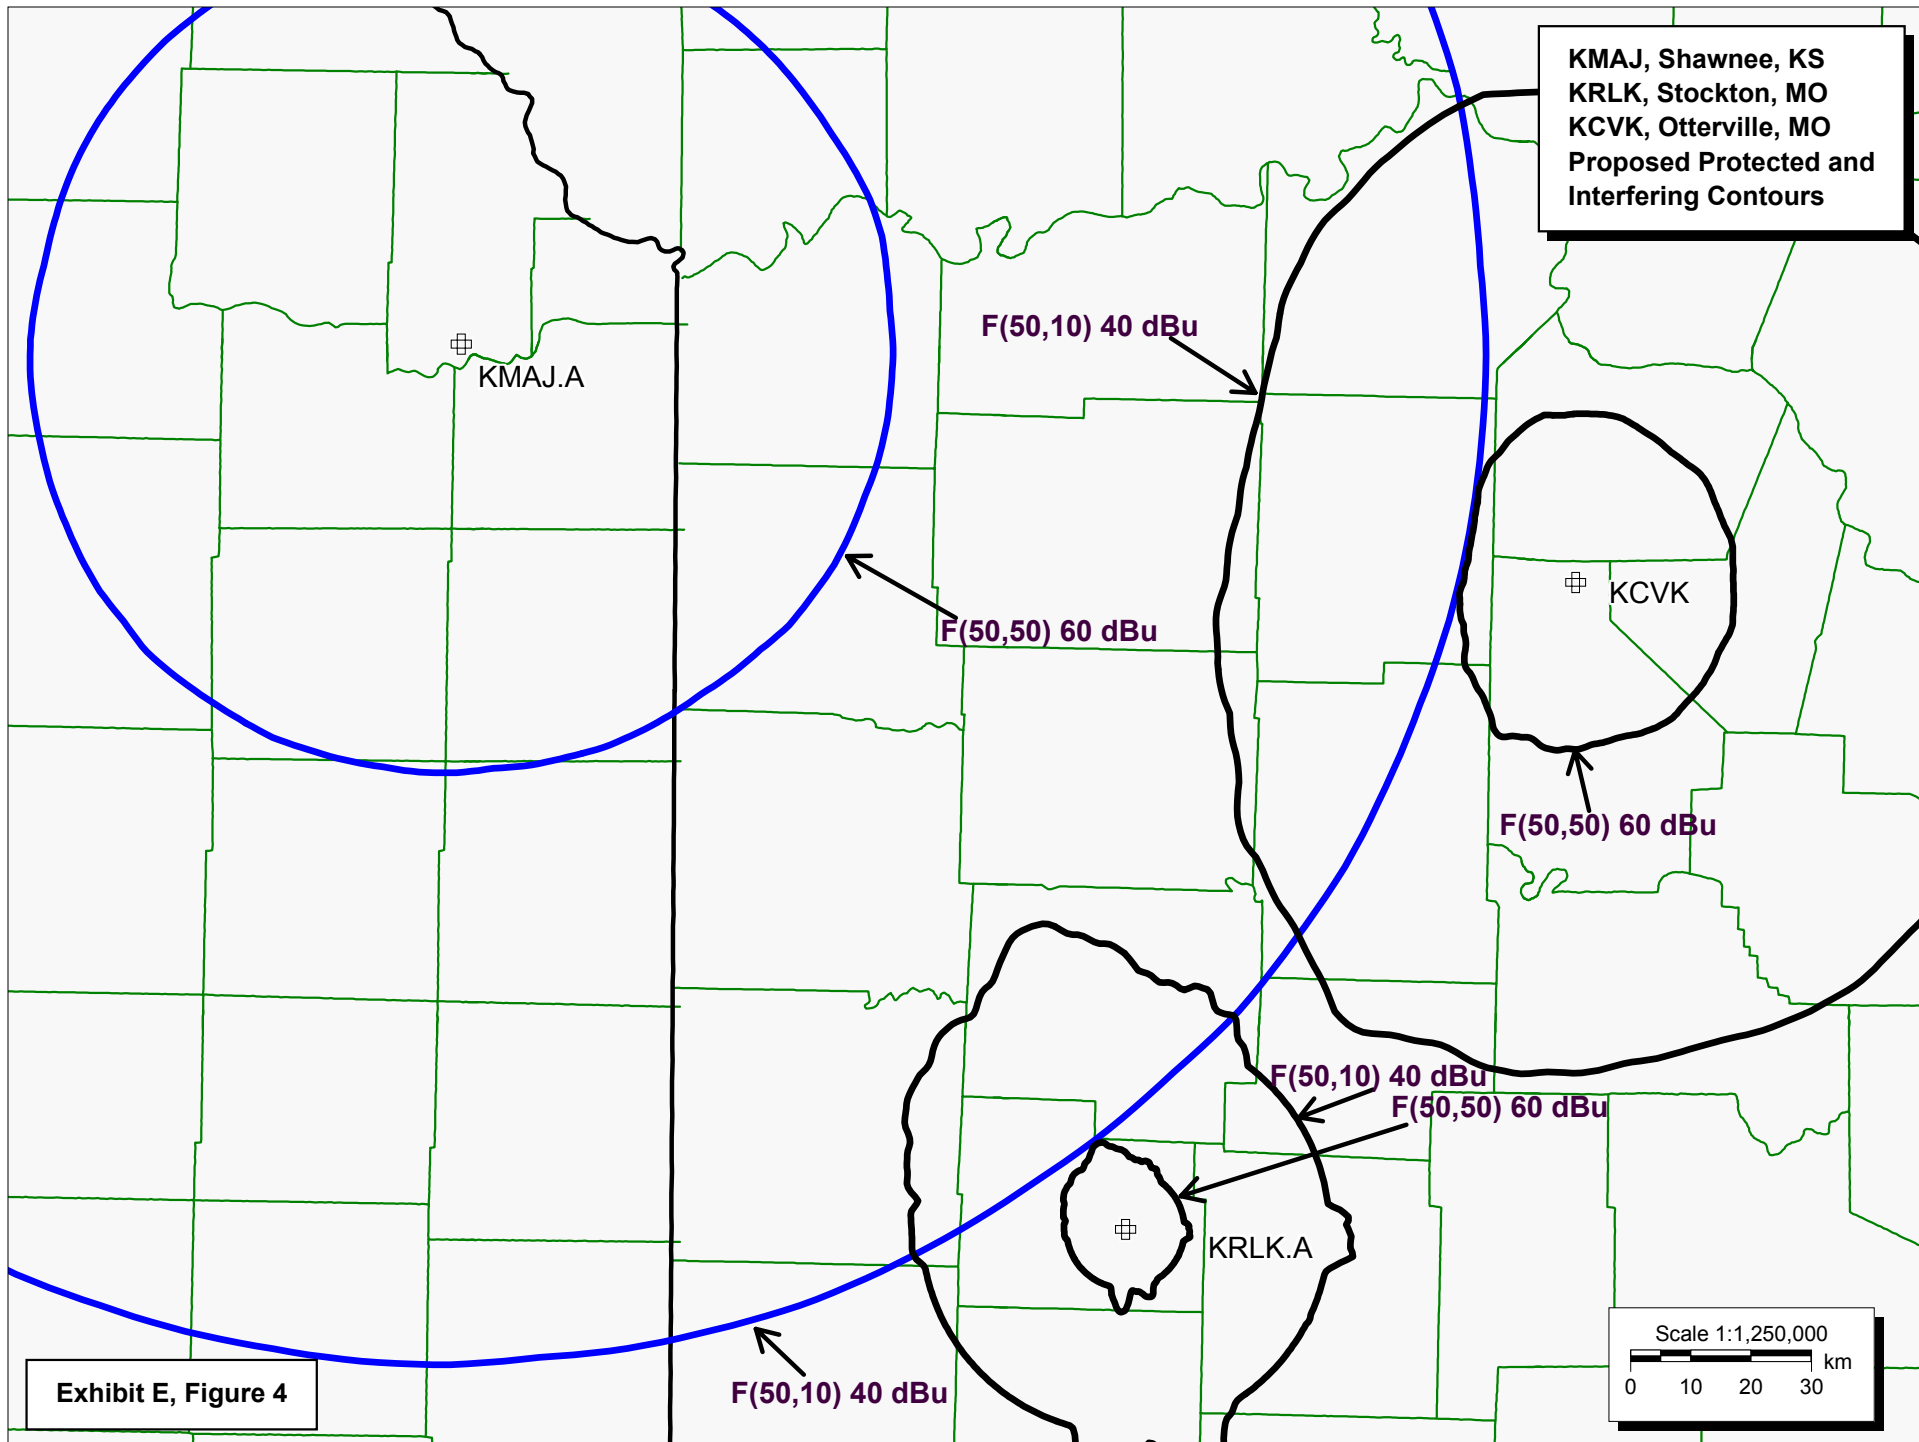 KMAJ, Shawnee, KS
KRLK, Stockton, MO
KCVK, Otterville, MO
Proposed Protected and
Interfering Contours
F(50,10) 40 dBu
KMAJ.A
KCVK
F(50,50) 60 dBu
F(50,50) 60 dBu
F(50,10) 40 dBu
F(50,50) 60 dBu
KRLK.A
F(50,10) 40 dBu
Exhibit E, Figure 4
Scale 1:1,250,000
km
0 10 20 30